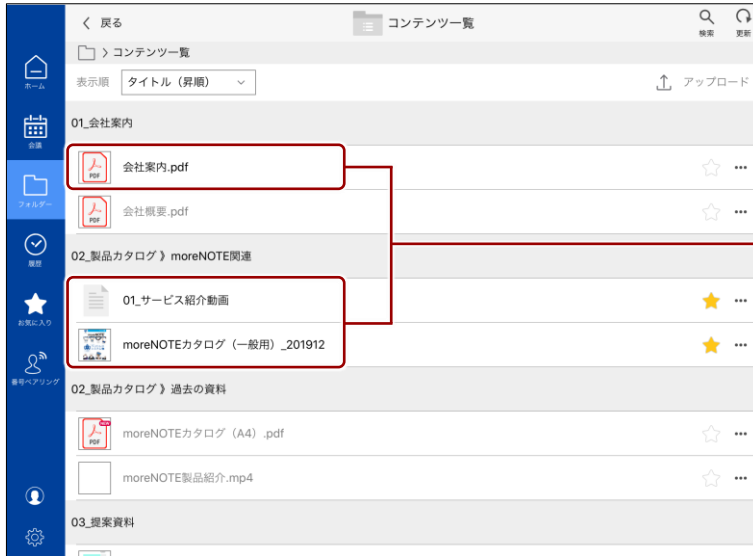 戻る
コンテンツ一覧
検索
更新
コンテンツ一覧
表示順
タイトル（昇順）
アップロード
ホーム
会議
フォルダー
履歴
お気に入り
番号ペアリング
01_会社案内
PDF
会社案内.pdf
PDF
会社概要.pdf
02_製品カタログ 》moreNOTE関連
01_サービス紹介動画
moreNOTEカタログ（一般用）_201912
02_製品カタログ 》過去の資料
NEW
PDF
moreNOTEカタログ（A4）.pdf
moreNOTE製品紹介.mp4
03_提案資料